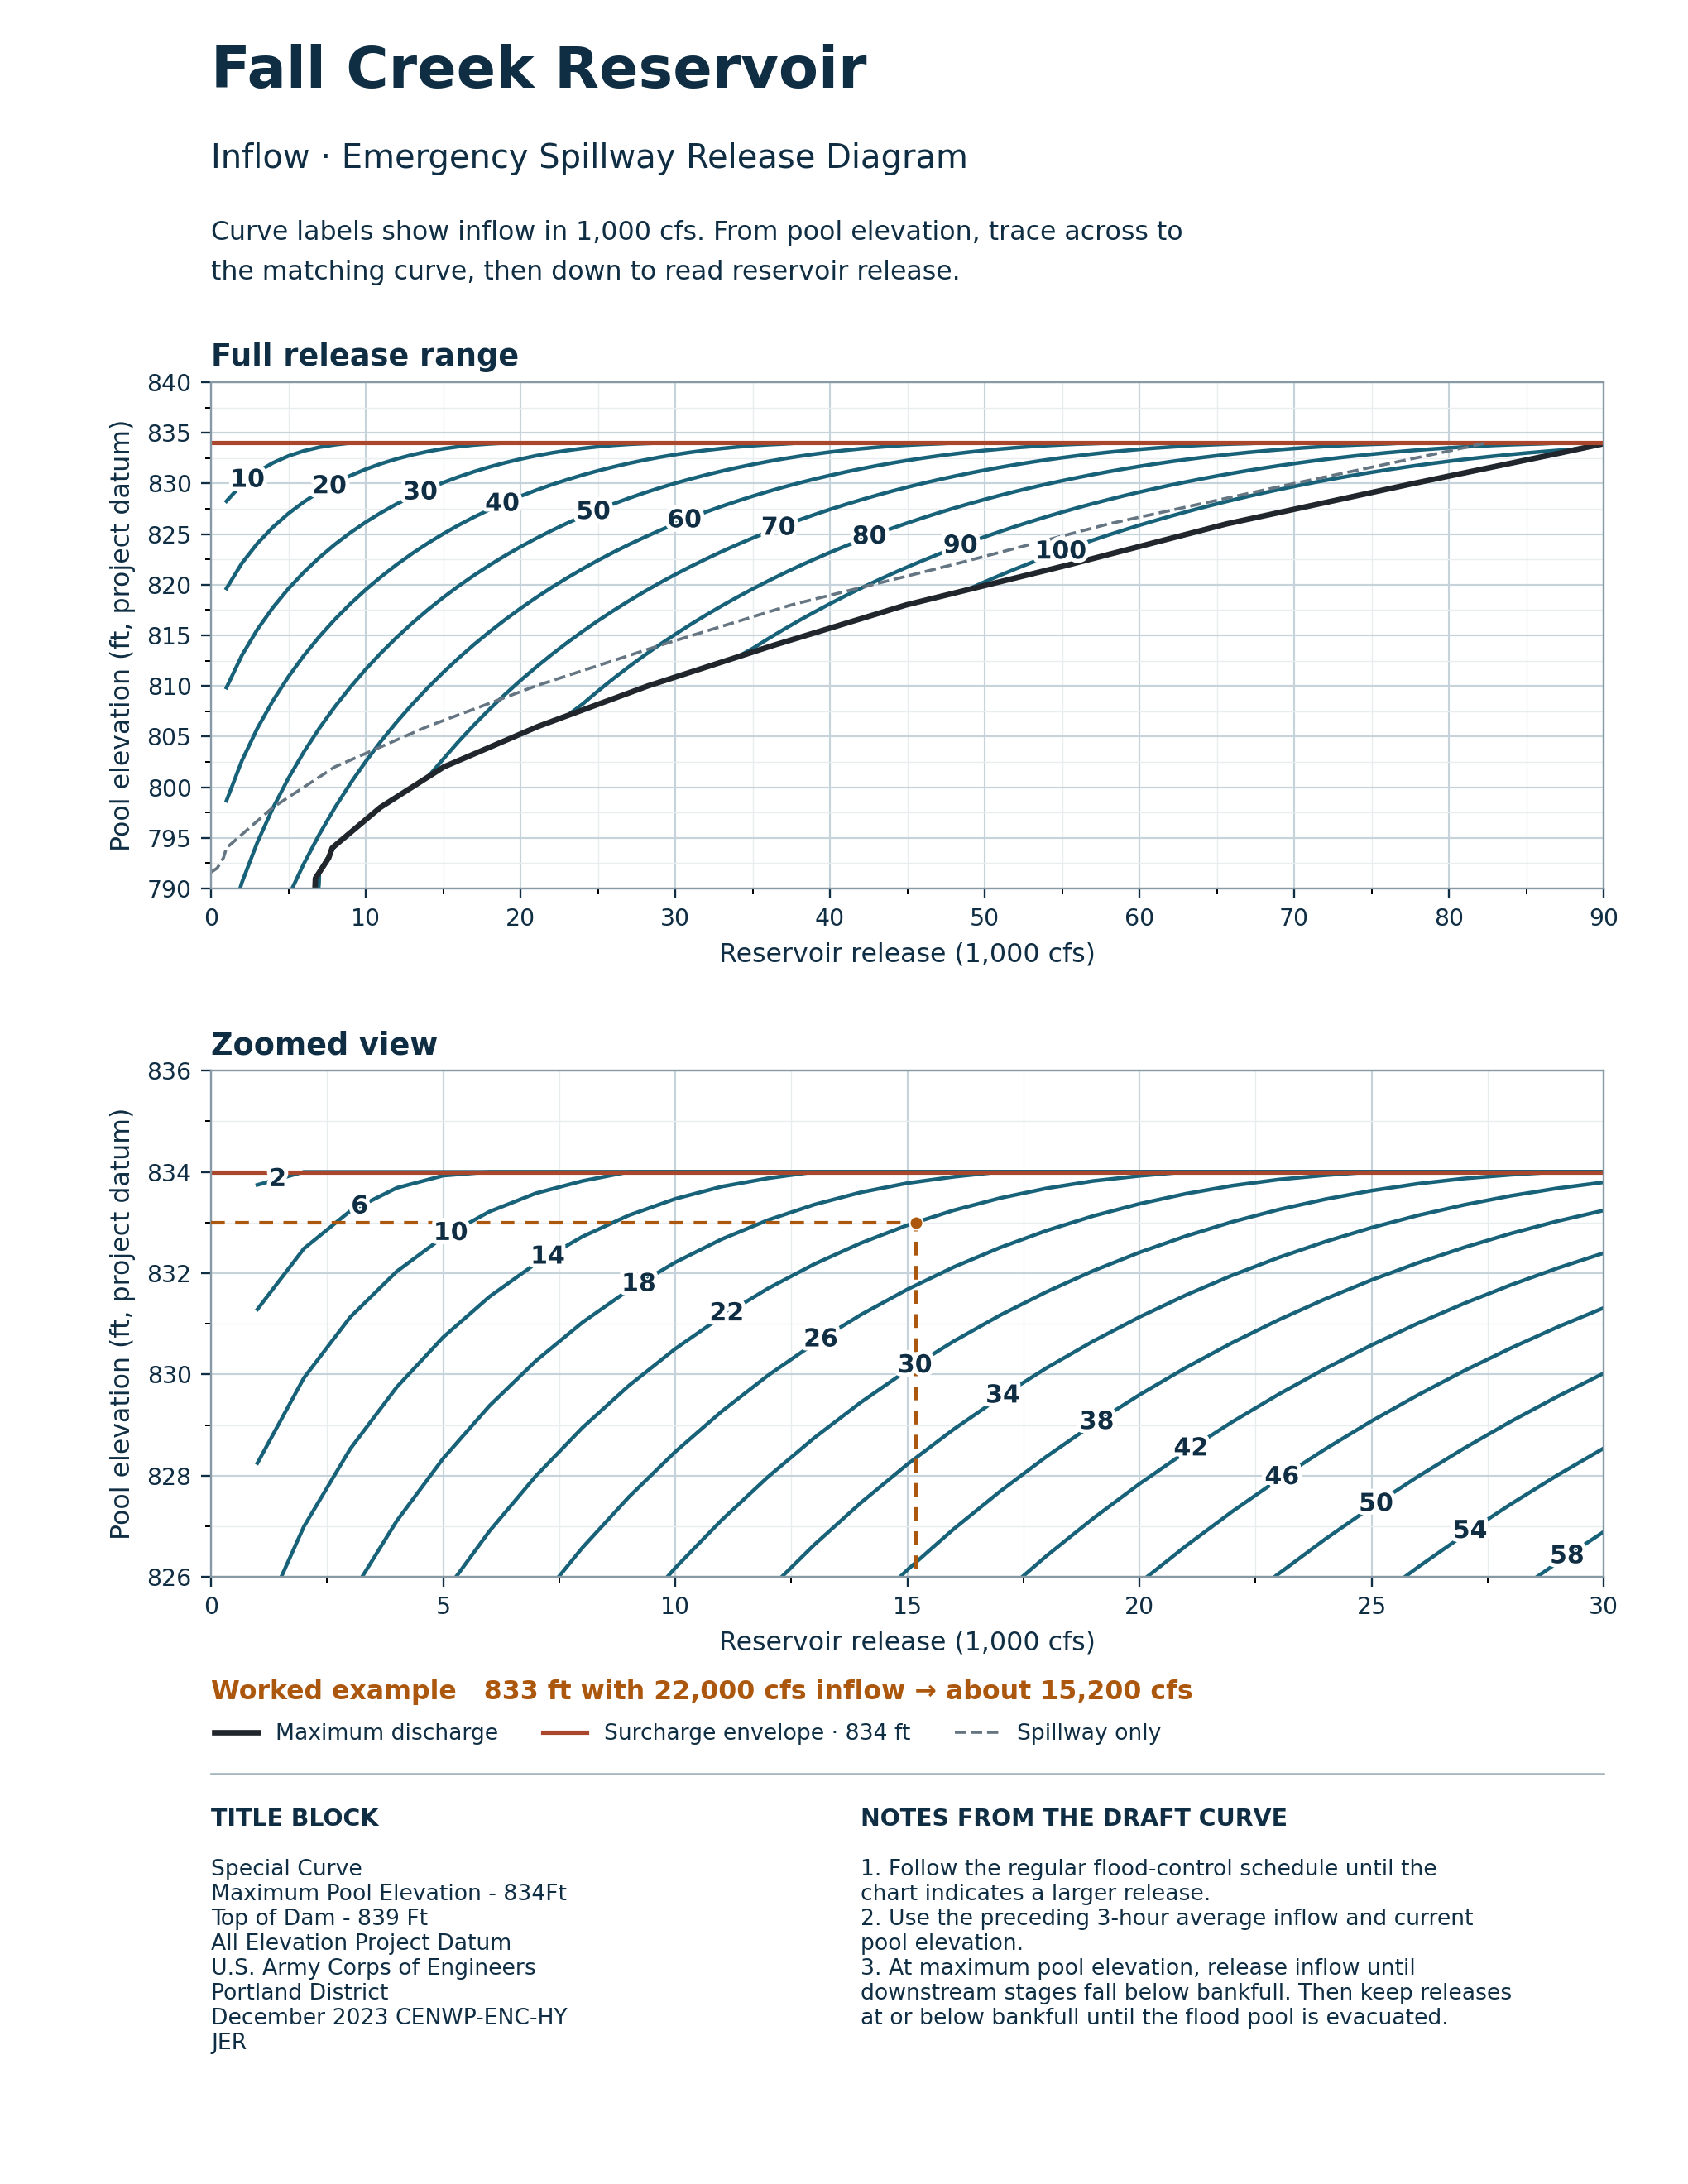 Fall Creek Reservoir
Inflow · Emergency Spillway Release Diagram
Curve labels show inflow in 1,000 cfs. From pool elevation, trace across to
the matching curve, then down to read reservoir release.
Full release range
Pool elevation (ft, project datum)
840
835
830
825
820
815
810
805
800
795
790
10
20
30
40
50
60
70
80
90
100
0 10 20 30 40 50 60 70 80 90
Reservoir release (1,000 cfs)
Zoomed view
Pool elevation (ft, project datum)
836
834
832
830
828
826
2
6
10
14
18
22
26
30
34
38
42
46
50
54
58
0 5 10 15 20 25 30
Reservoir release (1,000 cfs)
Worked example 833 ft with 22,000 cfs inflow → about 15,200 cfs
Maximum discharge Surcharge envelope · 834 ft Spillway only
TITLE BLOCK
Special Curve
Maximum Pool Elevation - 834Ft
Top of Dam - 839 Ft
All Elevation Project Datum
U.S. Army Corps of Engineers
Portland District
December 2023 CENWP-ENC-HY
JER
NOTES FROM THE DRAFT CURVE
1. Follow the regular flood-control schedule until the
chart indicates a larger release.
2. Use the preceding 3-hour average inflow and current
pool elevation.
3. At maximum pool elevation, release inflow until
downstream stages fall below bankfull. Then keep releases
at or below bankfull until the flood pool is evacuated.